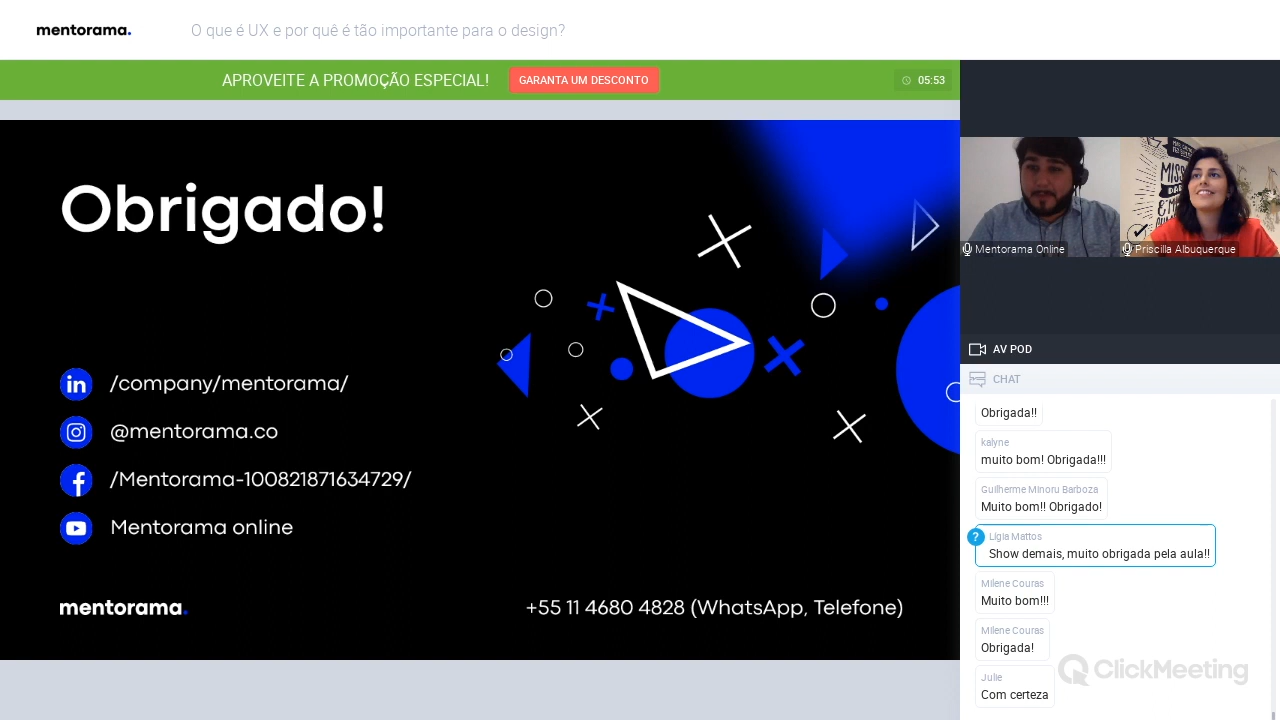 mentorama.
O que é UX e por quê é tão importante para o design?
APROVEITE A PROMOÇÃO ESPECIAL!
GARANTA UM DESCONTO
05:53
Obrigado!
/company/mentorama/
@mentorama.co
/Mentorama-100821871634729/
Mentorama online
mentorama.
+55 11 4680 4828 (WhatsApp, Telefone)
Mentorama Online
Priscilla Albuquerque
AV POD
CHAT
Obrigada!!
kalyne
muito bom! Obrigada!!!
Guilherme Minoru Barboza
Muito bom!! Obrigado!
?
Lígia Mattos
Show demais, muito obrigada pela aula!!
Milene Couras
Muito bom!!!
Milene Couras
Obrigada!
Julie
Com certeza
ClickMeeting